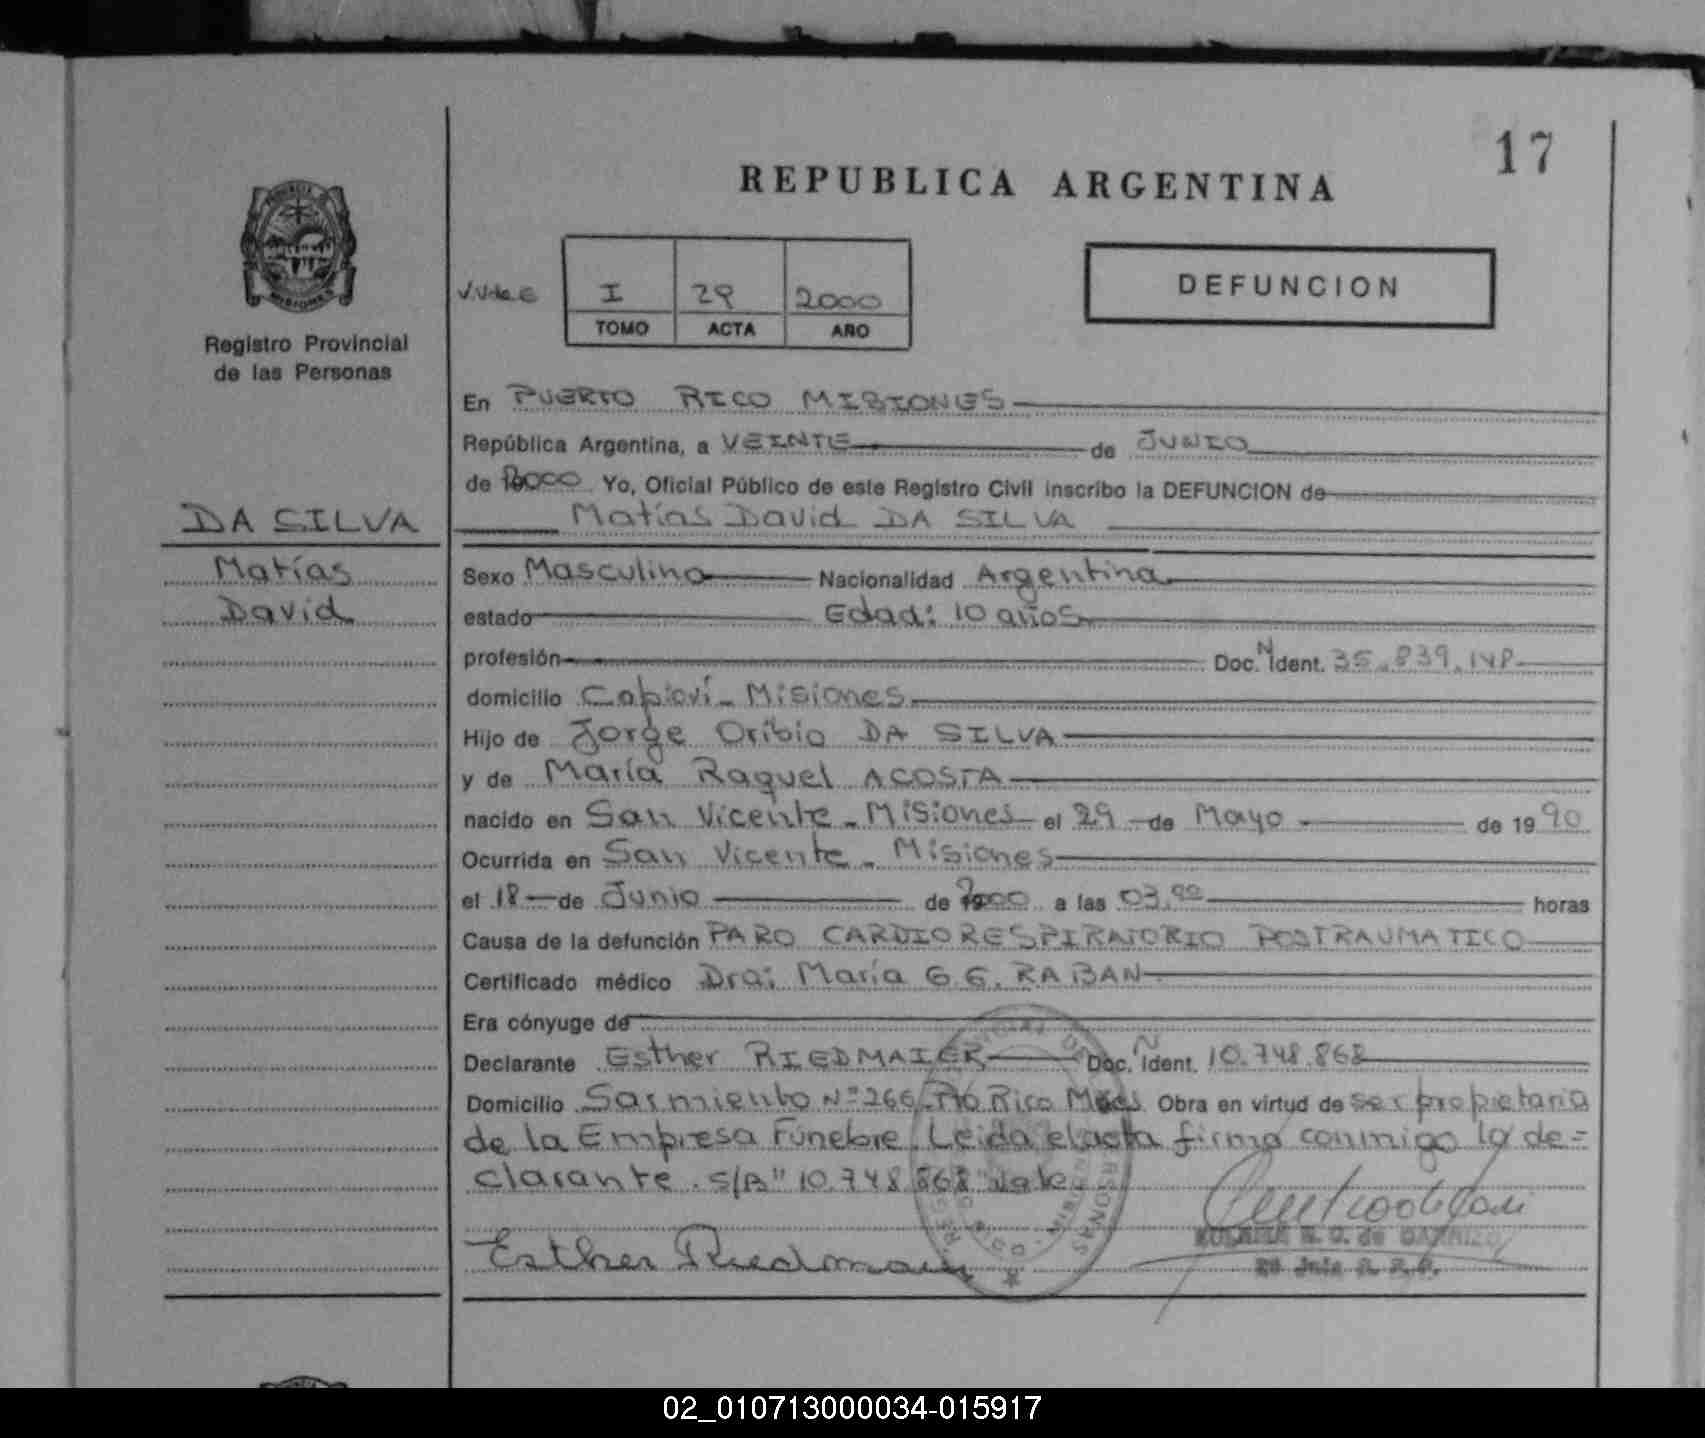 17
REPUBLICA ARGENTINA
DEFUNCION
I 29 2000
TOMO ACTA AÑO
Registro Provincial
de las Personas
En PUERTO RICO MISIONES
República Argentina, a VEINTE de JUNIO
de 2000 Yo, Oficial Público de este Registro Civil inscribo la DEFUNCION de
DA SILVA
Matías David DA SILVA
Matías
Sexo Masculino Nacionalidad Argentina
David
estado Edad: 10 años
profesión Doc. N Ident. 35.839.148
domicilio Capioví - Misiones
Hijo de Jorge Oribio DA SILVA
y de María Raquel ACOSTA
nacido en San Vicente - Misiones el 29 de Mayo de 1990
Ocurrida en San Vicente - Misiones
el 18 de Junio de 2000 a las 03,00 horas
Causa de la defunción PARO CARDIORESPIRATORIO POSTRAUMATICO
Certificado médico Dra: María G. G. RABAN
Era cónyuge de
Declarante Esther RIEDMAIER Doc. N Ident. 10.748.868
Domicilio Sarmiento Nº 266 Pto Rico Mnes Obra en virtud de ser propietaria
de la Empresa Fúnebre. Leída el acta firma conmigo la de=
clarante. S/B" 10.748.868" Vale
Esther Riedmaier
02_010713000034-015917